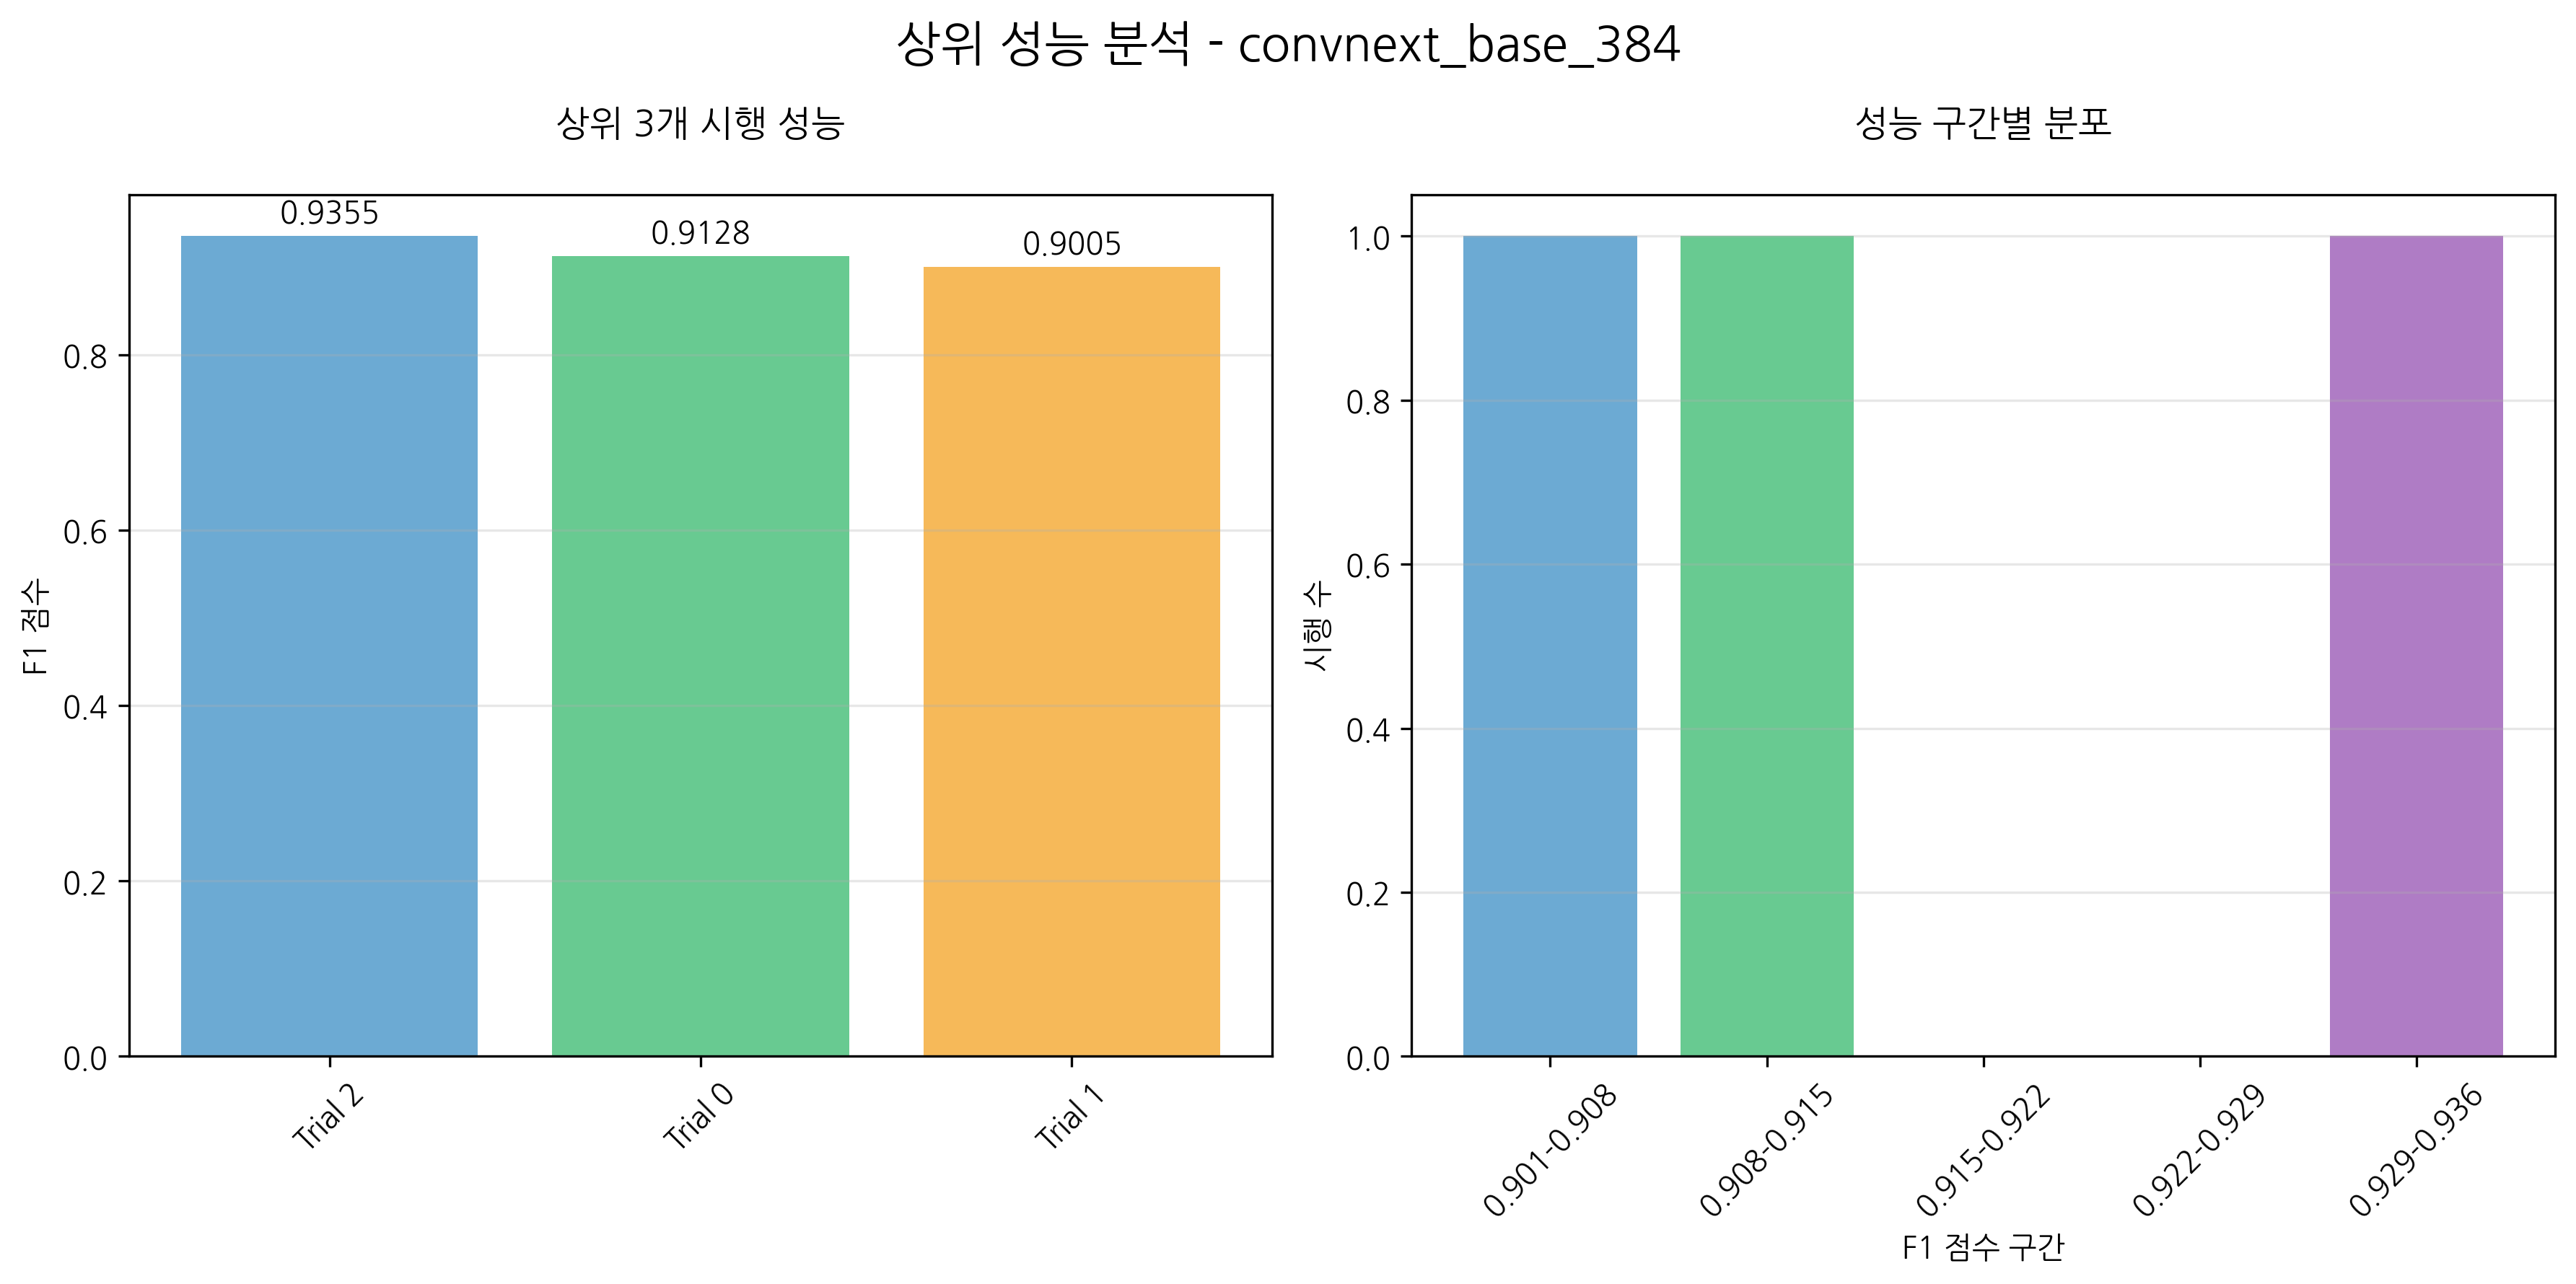 상위 성능 분석 - convnext_base_384
상위 3개 시행 성능
F1 점수
0.8
0.6
0.4
0.2
0.0
0.9355
0.9128
0.9005
Trial 2
Trial 0
Trial 1
성능 구간별 분포
시행 수
1.0
0.8
0.6
0.4
0.2
0.0
0.901-0.908
0.908-0.915
0.915-0.922
0.922-0.929
0.929-0.936
F1 점수 구간